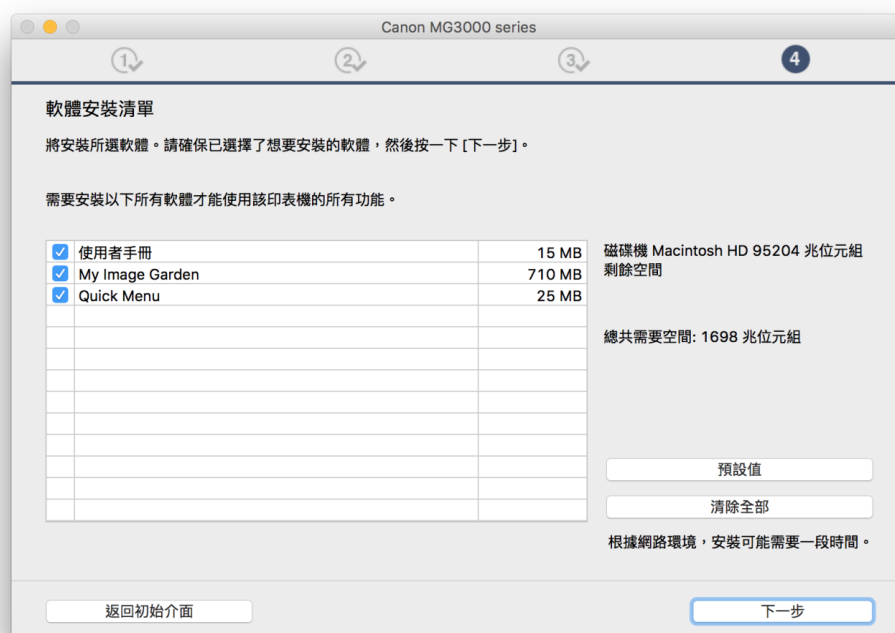 Canon MG3000 series
1
2
3
4
軟體安裝清單
將安裝所選軟體。請確保已選擇了想要安裝的軟體，然後按一下 [下一步]。
需要安裝以下所有軟體才能使用該印表機的所有功能。
使用者手冊 15 MB
My Image Garden 710 MB
Quick Menu 25 MB
磁碟機 Macintosh HD 95204 兆位元組
剩餘空間
總共需要空間: 1698 兆位元組
預設值
清除全部
根據網路環境，安裝可能需要一段時間。
返回初始介面
下一步